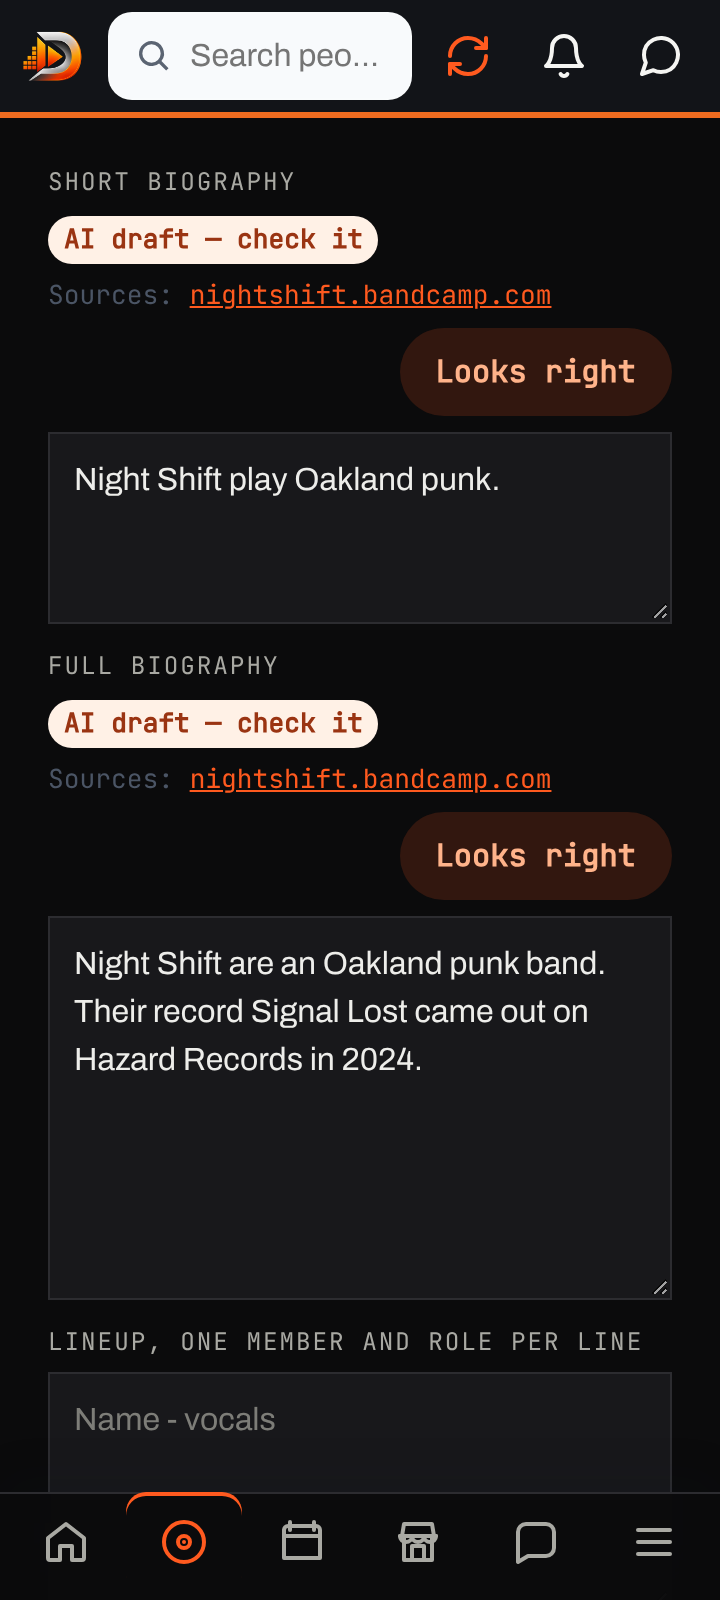 Search peo...
SHORT BIOGRAPHY
AI draft — check it
Sources: nightshift.bandcamp.com
Looks right
Night Shift play Oakland punk.
FULL BIOGRAPHY
AI draft — check it
Sources: nightshift.bandcamp.com
Looks right
Night Shift are an Oakland punk band.
Their record Signal Lost came out on
Hazard Records in 2024.
LINEUP, ONE MEMBER AND ROLE PER LINE
Name - vocals